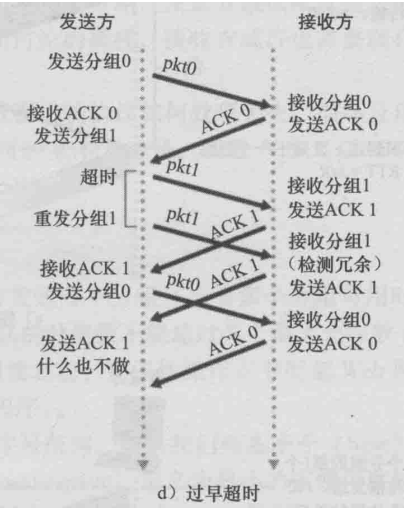 发送方
接收方
发送分组0
pkt0
接收分组0
发送ACK 0
ACK 0
接收ACK 0
发送分组1
pkt1
超时
接收分组1
发送ACK 1
重发分组1
pkt1
ACK 1
接收分组1
（检测冗余）
发送ACK 1
接收ACK 1
发送分组0
pkt0
ACK 1
接收分组0
发送ACK 0
发送ACK 1
什么也不做
ACK 0
d）过早超时